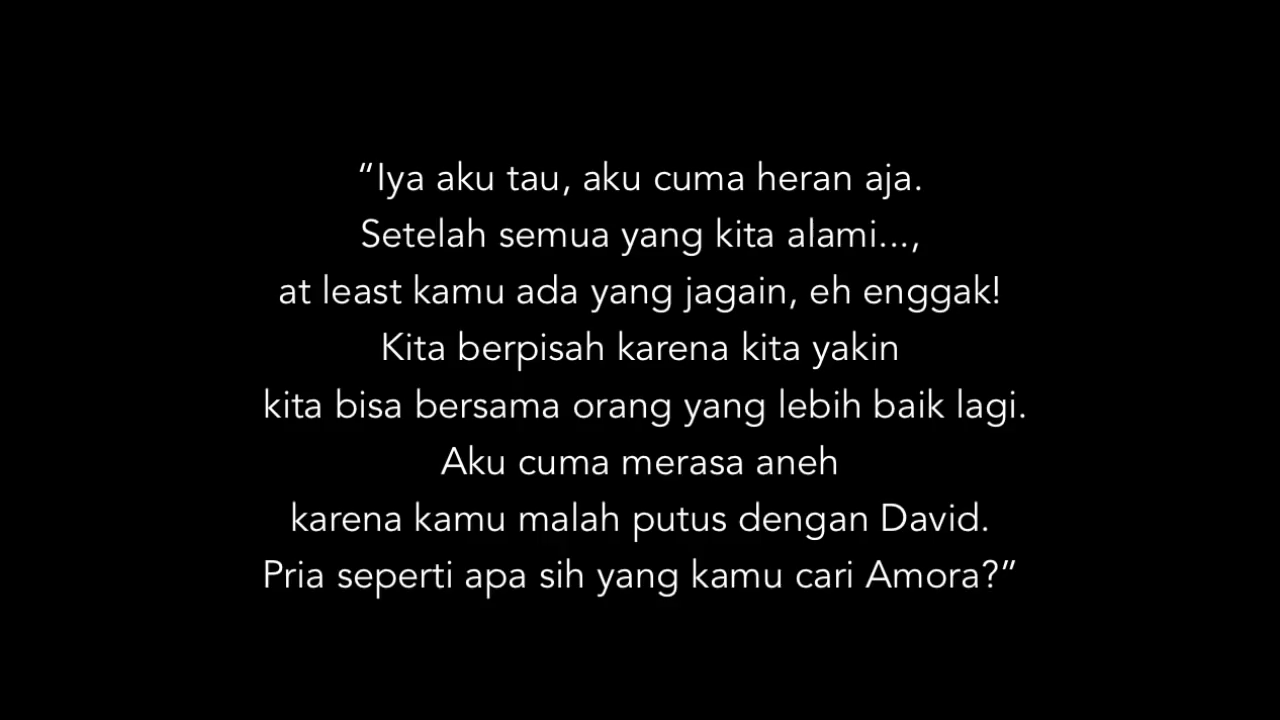 “Iya aku tau, aku cuma heran aja.
Setelah semua yang kita alami...,
at least kamu ada yang jagain, eh enggak!
Kita berpisah karena kita yakin
kita bisa bersama orang yang lebih baik lagi.
Aku cuma merasa aneh
karena kamu malah putus dengan David.
Pria seperti apa sih yang kamu cari Amora?”